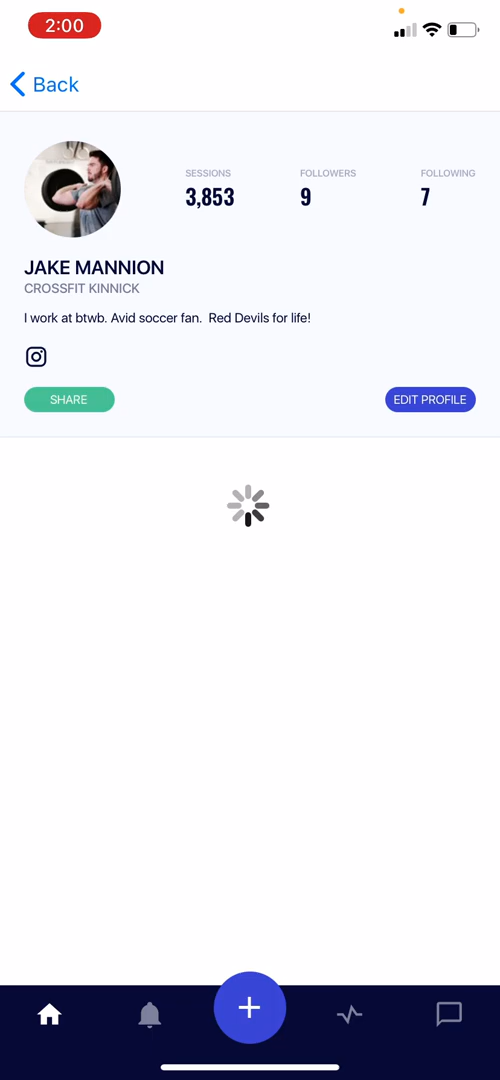 2:00
Back
SESSIONS FOLLOWERS FOLLOWING
3,853 9 7
JAKE MANNION
CROSSFIT KINNICK
I work at btwb. Avid soccer fan. Red Devils for life!
SHARE EDIT PROFILE